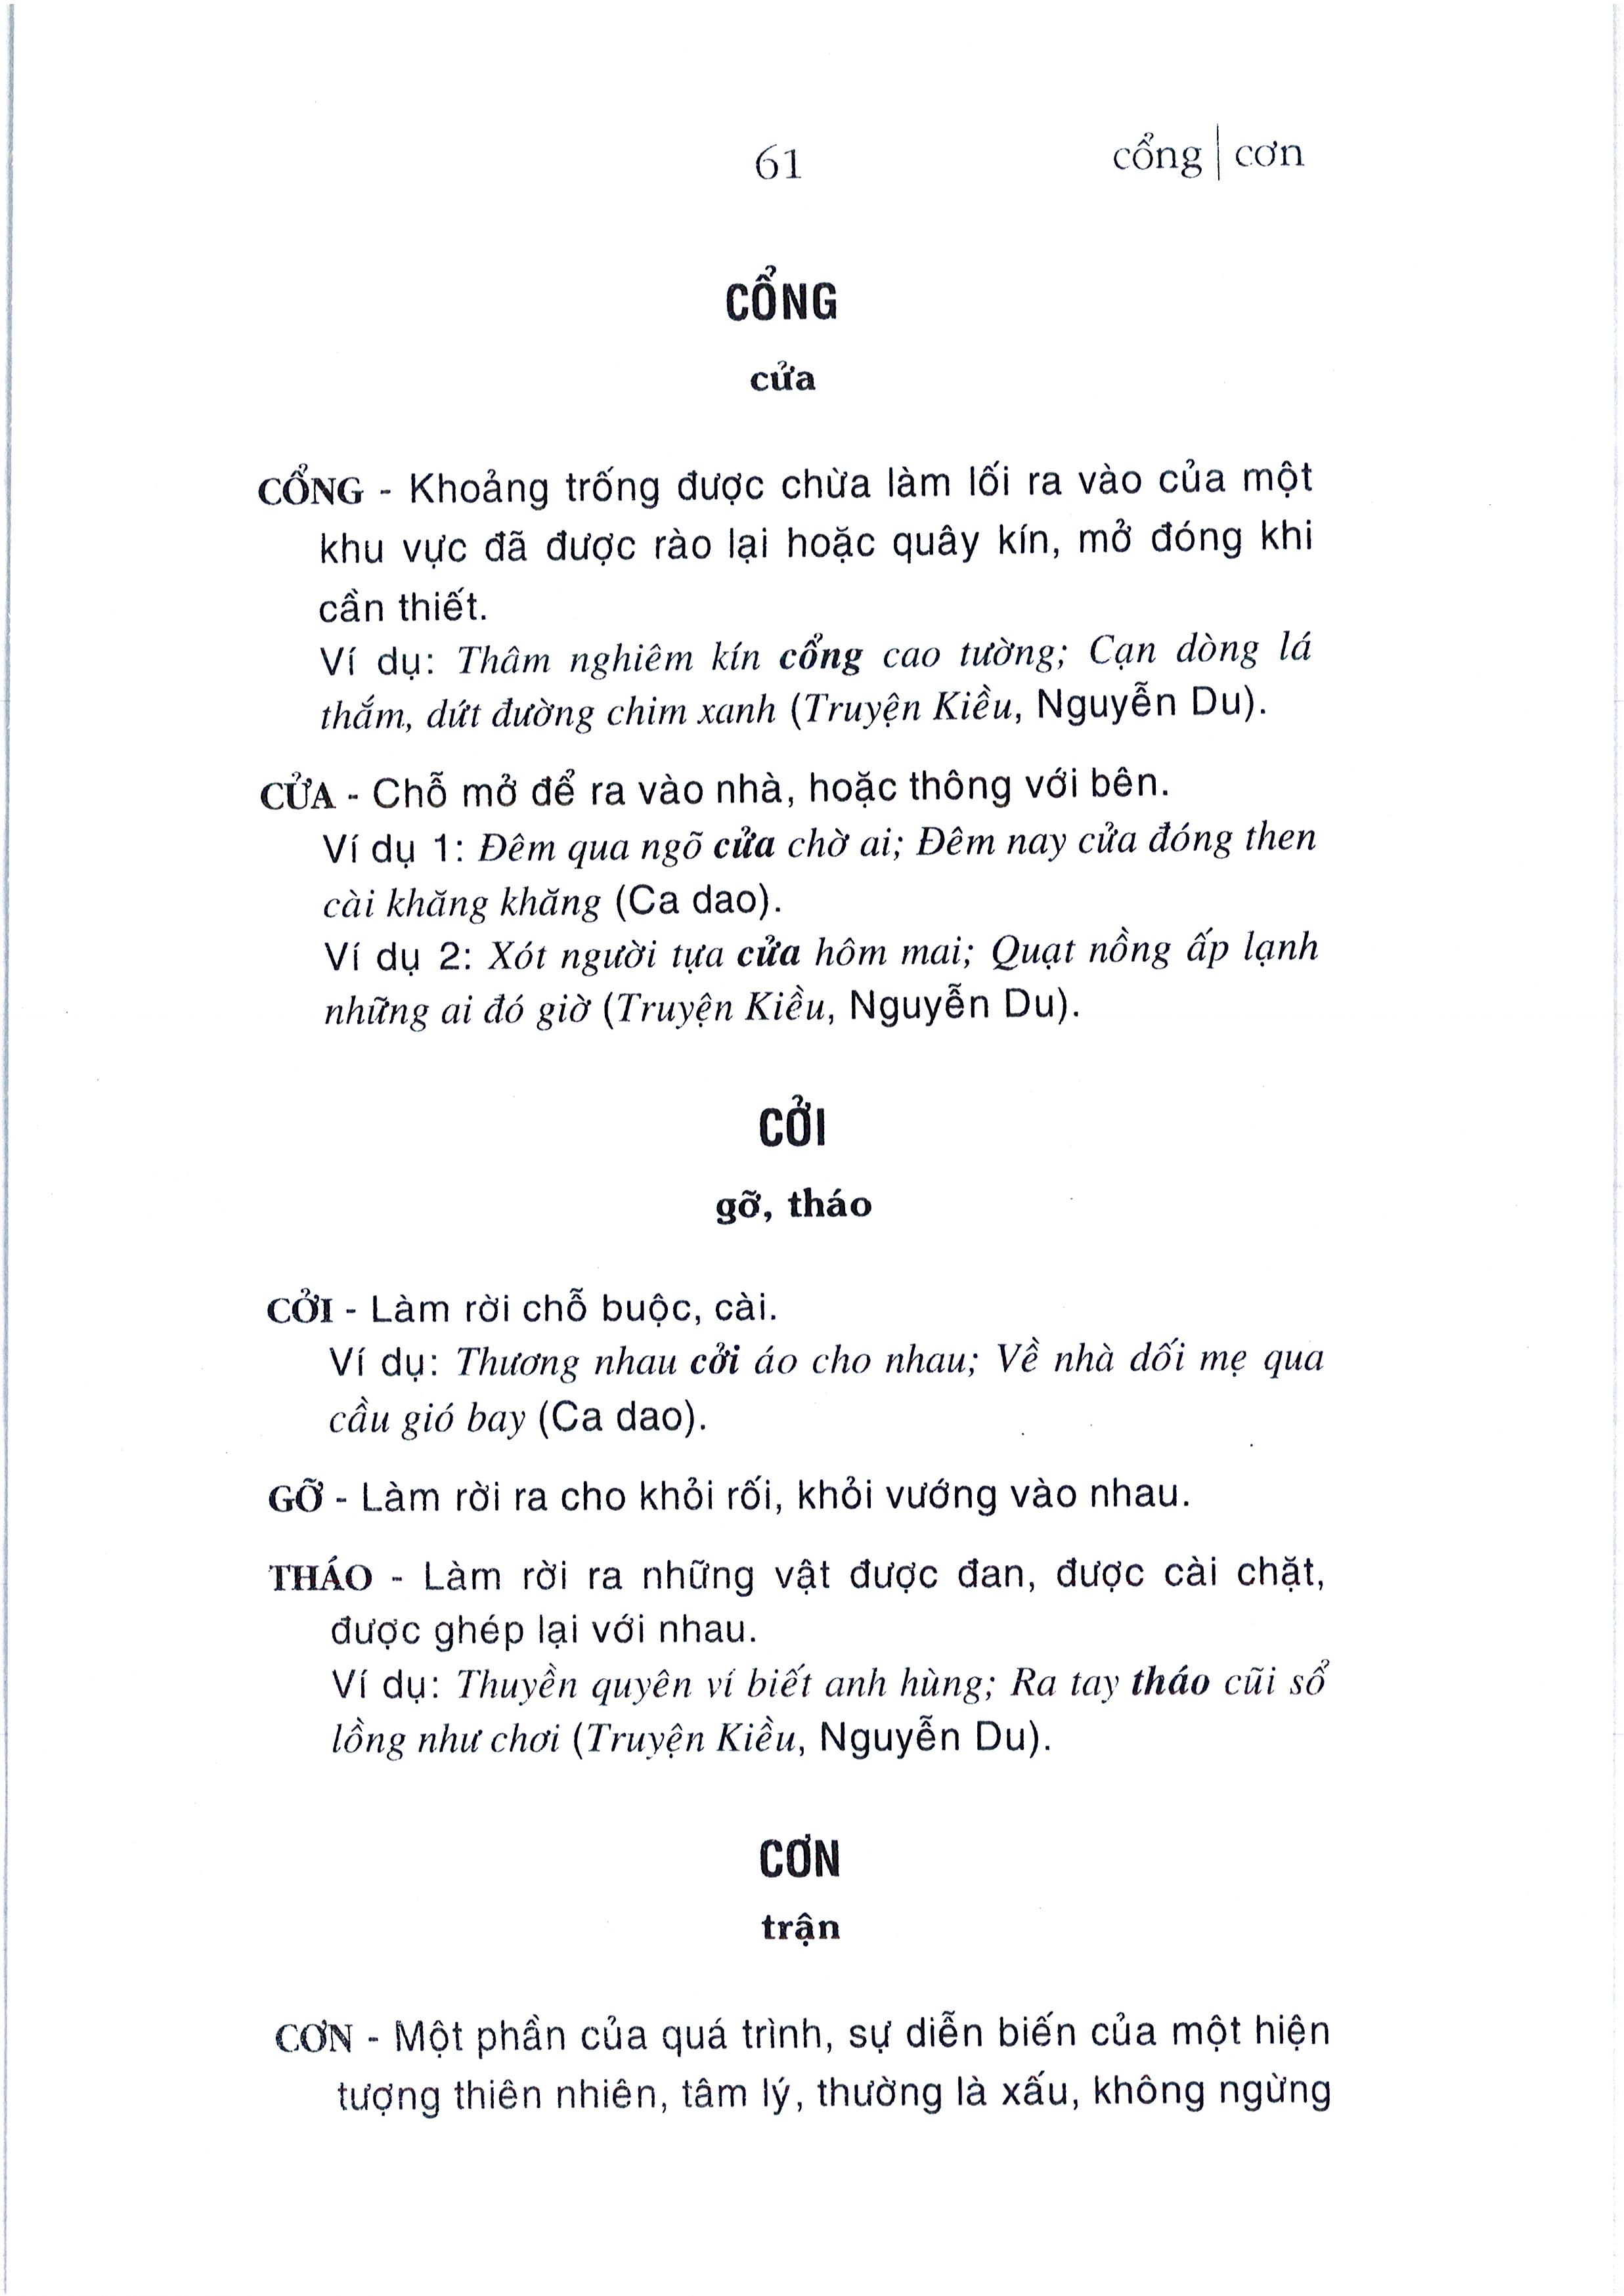 61
cổng | cơn
CỔNG
cửa
CỔNG - Khoảng trống được chừa làm lối ra vào của một
khu vực đã được rào lại hoặc quây kín, mở đóng khi
cần thiết.
Ví dụ: Thâm nghiêm kín cổng cao tường; Cạn dòng lá
thắm, dứt đường chim xanh (Truyện Kiều, Nguyễn Du).
CỬA - Chỗ mở để ra vào nhà, hoặc thông với bên.
Ví dụ 1: Đêm qua ngõ cửa chờ ai; Đêm nay cửa đóng then
cài khăng khăng (Ca dao).
Ví dụ 2: Xót người tựa cửa hôm mai; Quạt nồng ấp lạnh
những ai đó giờ (Truyện Kiều, Nguyễn Du).
CỞI
gỡ, tháo
CỞI - Làm rời chỗ buộc, cài.
Ví dụ: Thương nhau cởi áo cho nhau; Về nhà dối mẹ qua
cầu gió bay (Ca dao).
GỠ - Làm rời ra cho khỏi rối, khỏi vướng vào nhau.
THÁO - Làm rời ra những vật được đan, được cài chặt,
được ghép lại với nhau.
Ví dụ: Thuyền quyên ví biết anh hùng; Ra tay tháo cũi sổ
lồng như chơi (Truyện Kiều, Nguyễn Du).
CƠN
trận
CƠN - Một phần của quá trình, sự diễn biến của một hiện
tượng thiên nhiên, tâm lý, thường là xấu, không ngừng